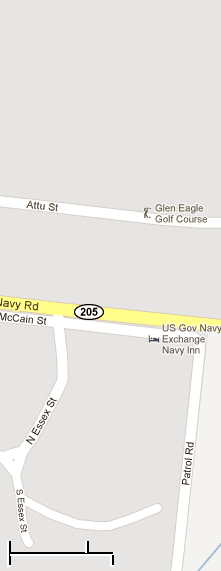 Attu St
Glen Eagle
Golf Course
Navy Rd
205
McCain St
US Gov Navy
Exchange
Navy Inn
N Essex St
Patrol Rd
S Essex St